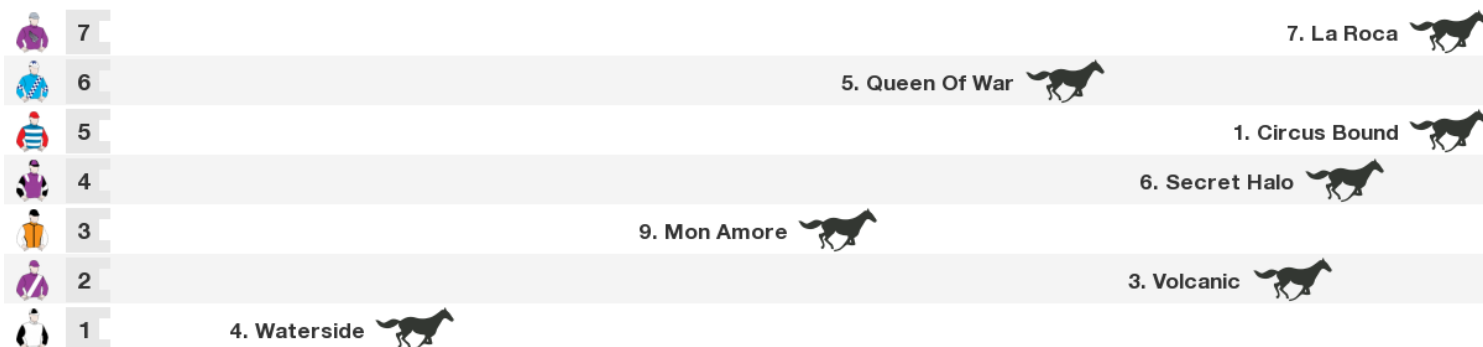 7 7. La Roca
6 5. Queen Of War
5 1. Circus Bound
4 6. Secret Halo
3 9. Mon Amore
2 3. Volcanic
1 4. Waterside